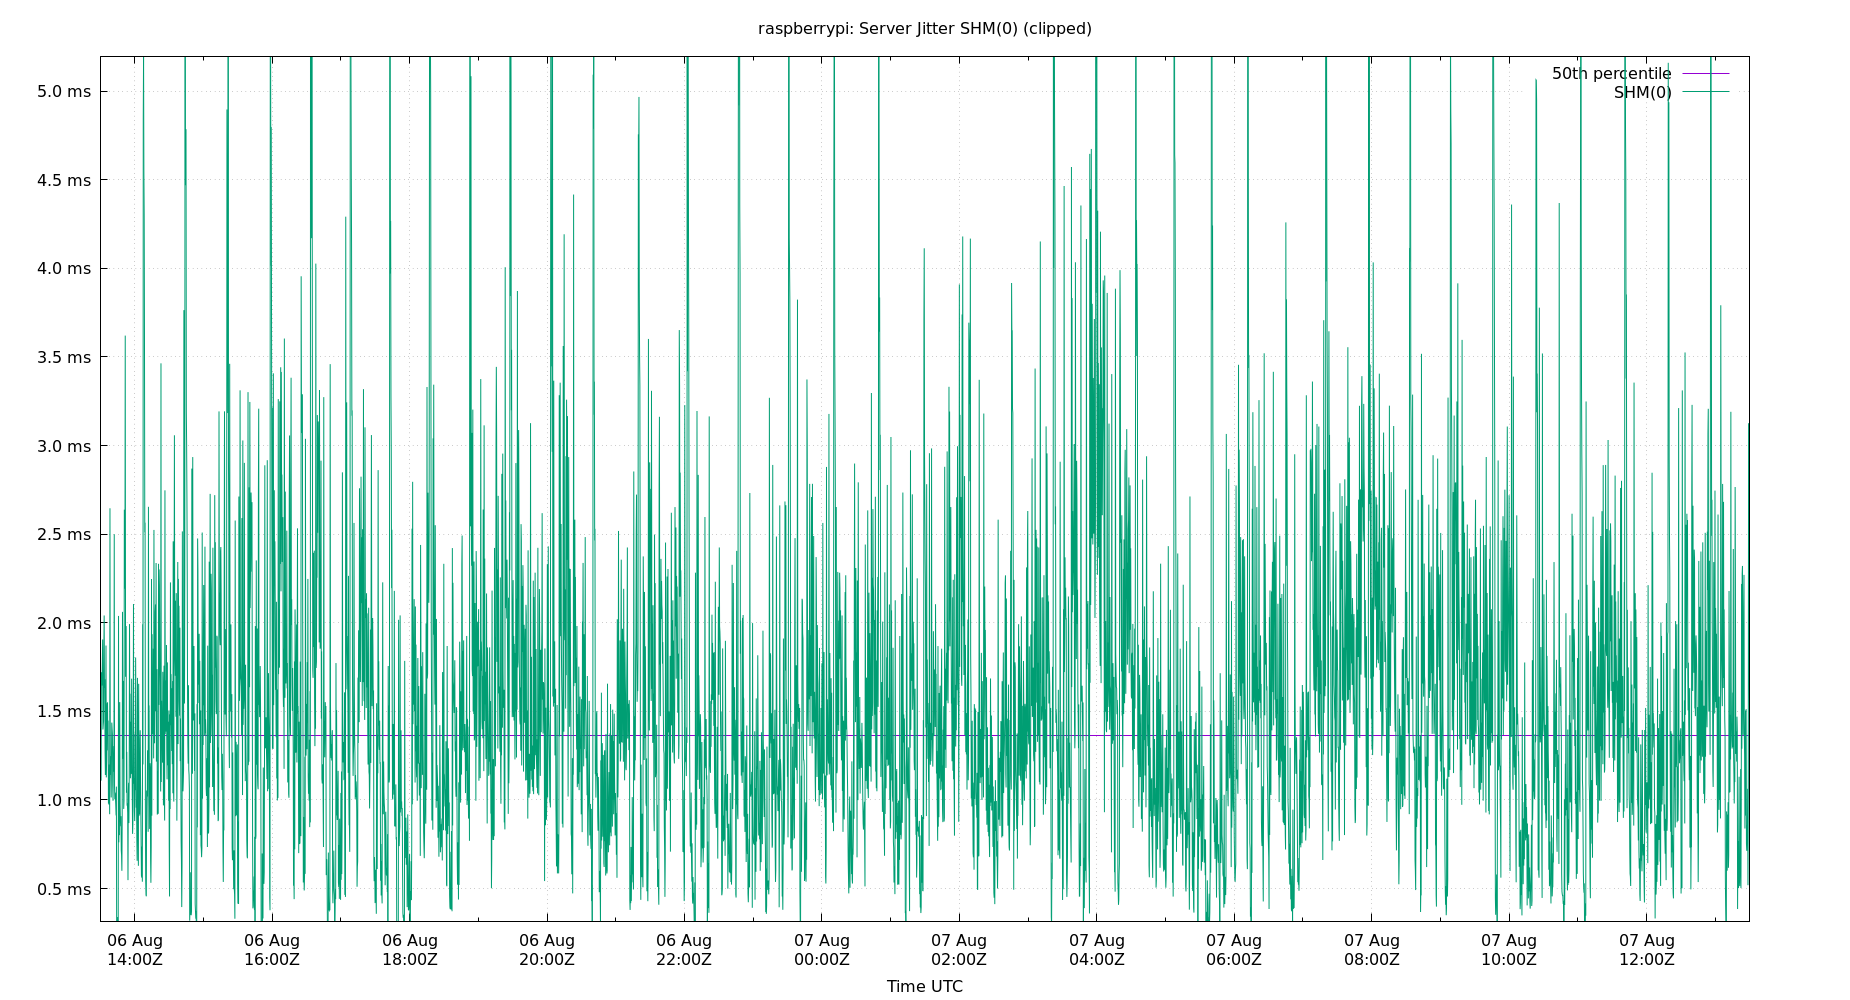 raspberrypi: Server Jitter SHM(0) (clipped)
50th percentile
SHM(0)
5.0 ms
4.5 ms
4.0 ms
3.5 ms
3.0 ms
2.5 ms
2.0 ms
1.5 ms
1.0 ms
0.5 ms
06 Aug 06 Aug 06 Aug 06 Aug 06 Aug 07 Aug 07 Aug 07 Aug 07 Aug 07 Aug 07 Aug 07 Aug
14:00Z 16:00Z 18:00Z 20:00Z 22:00Z 00:00Z 02:00Z 04:00Z 06:00Z 08:00Z 10:00Z 12:00Z
Time UTC